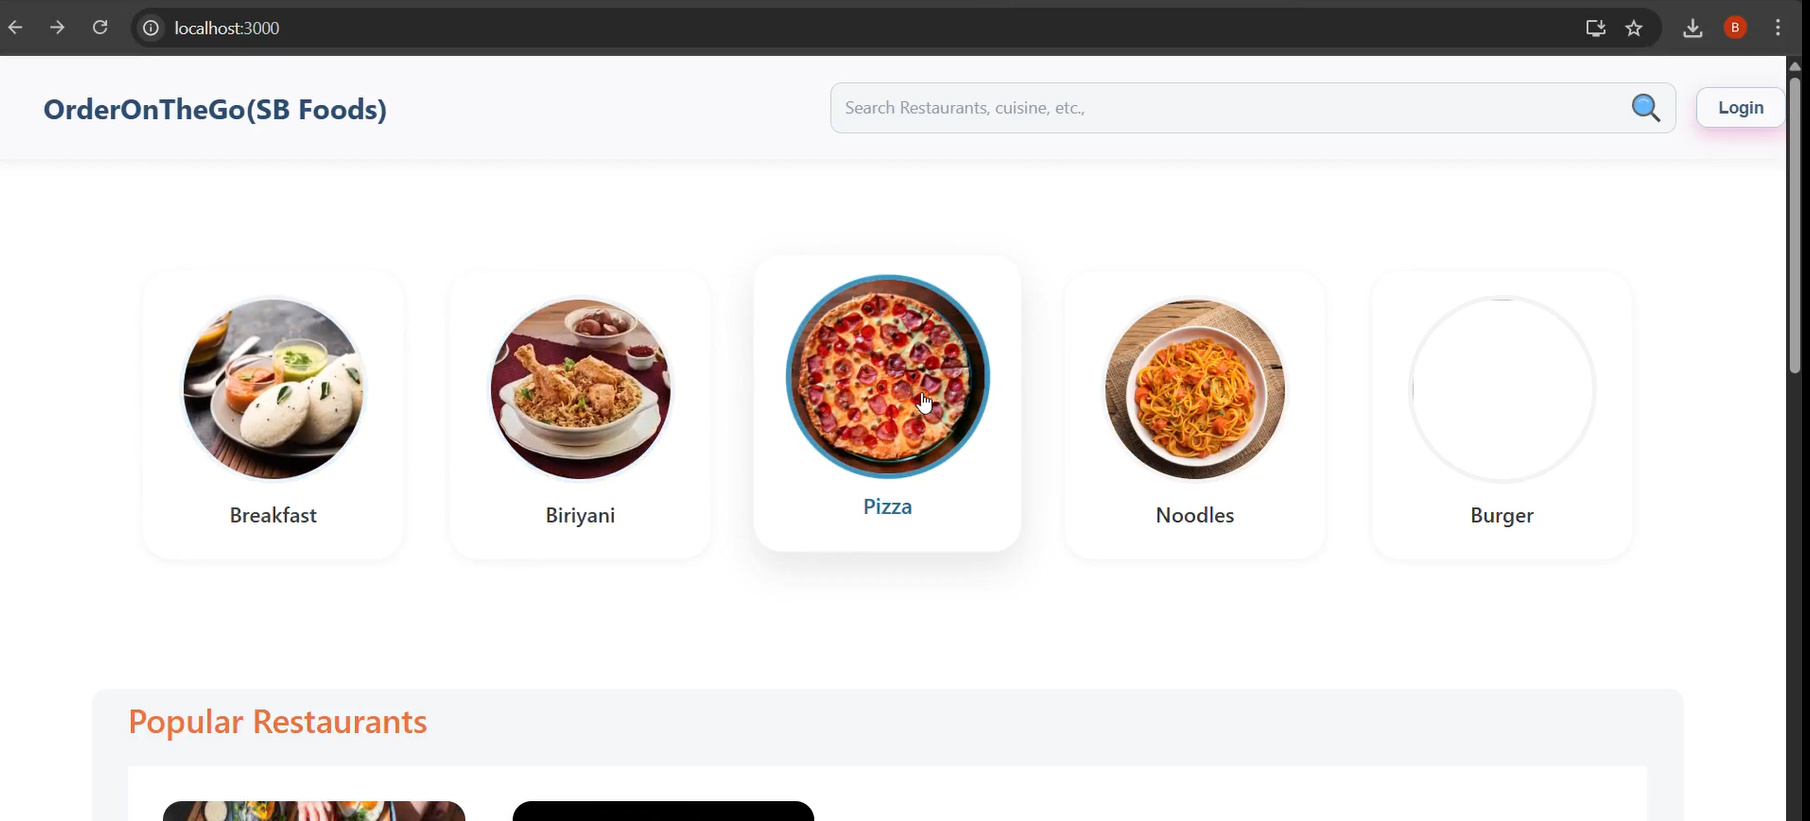 localhost:3000
B
OrderOnTheGo(SB Foods)
Search Restaurants, cuisine, etc.,
Login
Breakfast
Biriyani
Pizza
Noodles
Burger
Popular Restaurants